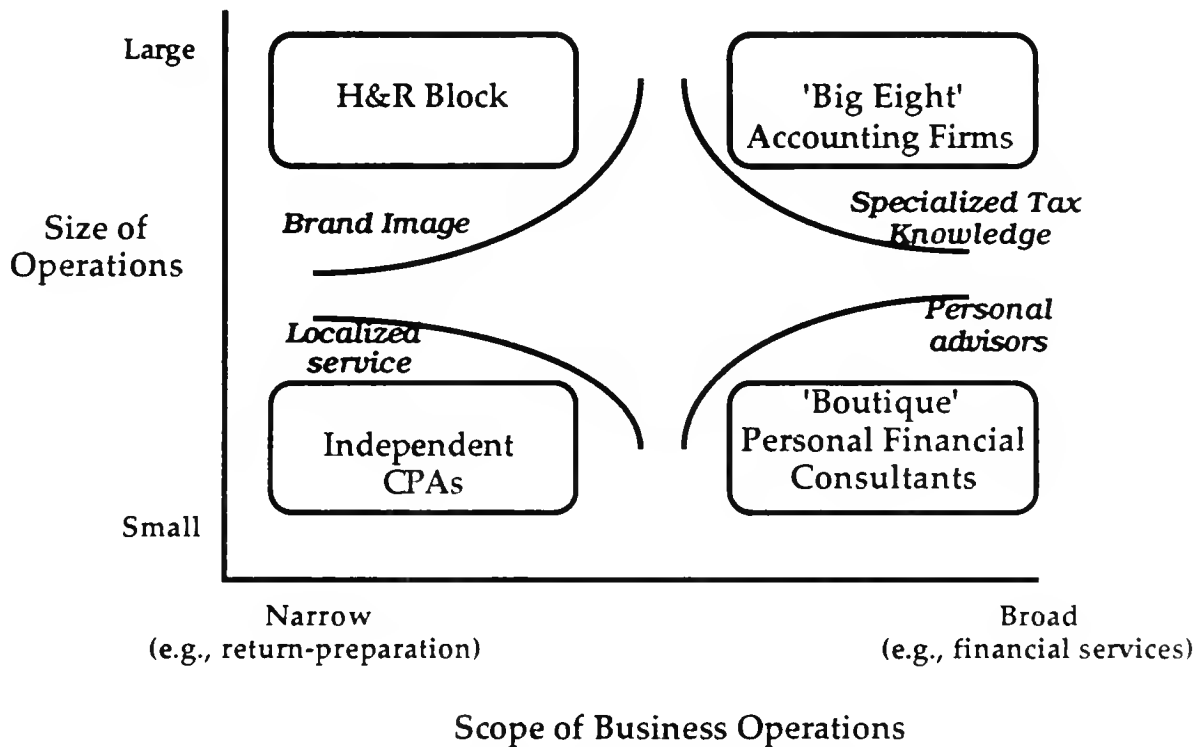 Large
H&R Block
'Big Eight'
Accounting Firms
Size of
Operations
Brand Image
Specialized Tax
Knowledge
Localized
service
Personal
advisors
Independent
CPAs
'Boutique'
Personal Financial
Consultants
Small
Narrow
(e.g., return-preparation)
Broad
(e.g., financial services)
Scope of Business Operations